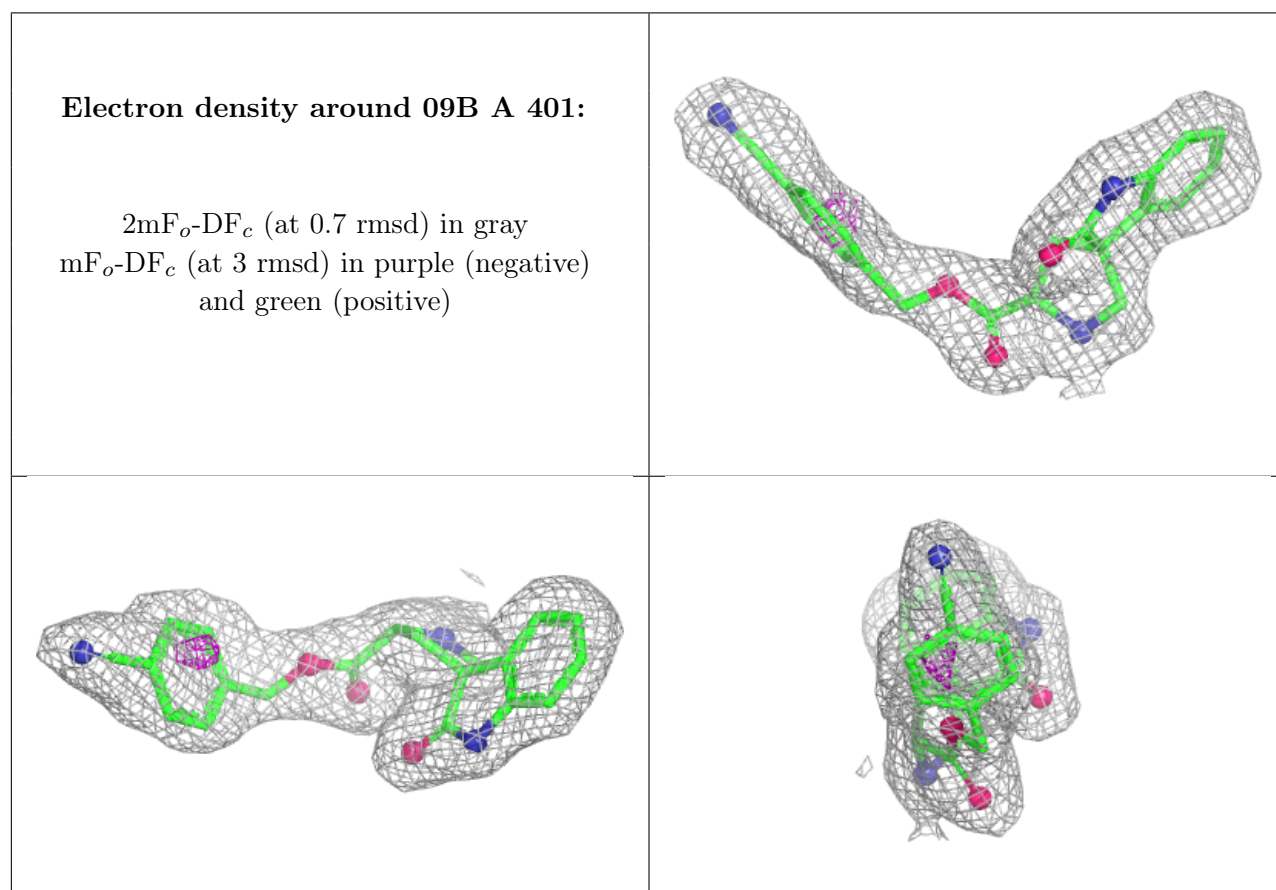 Electron density around 09B A 401:
2mFo-DFc (at 0.7 rmsd) in gray
mFo-DFc (at 3 rmsd) in purple (negative)
and green (positive)